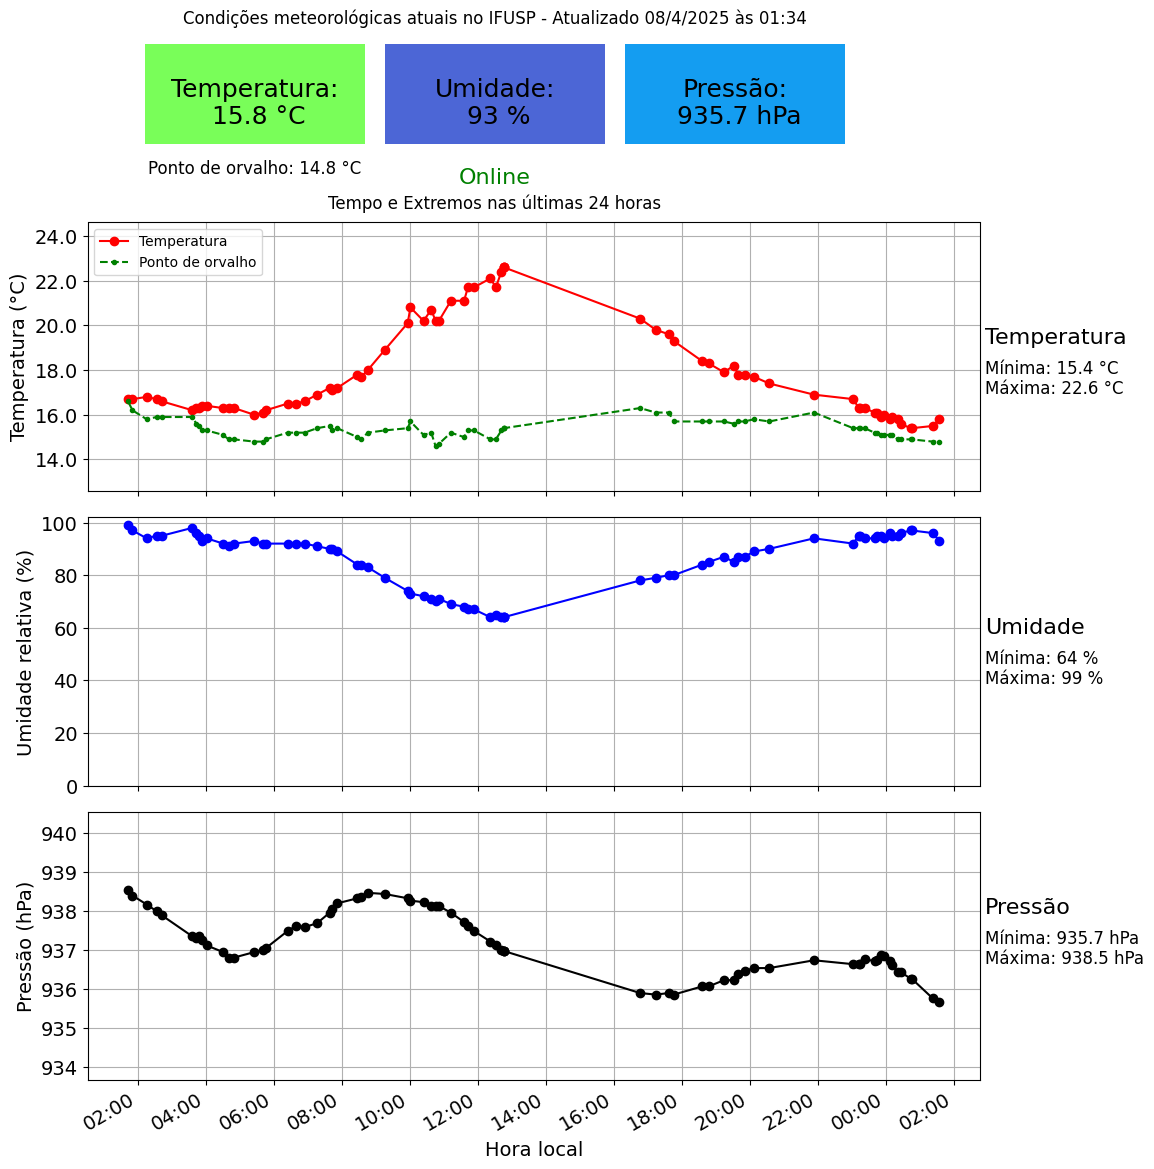 Condições meteorológicas atuais no IFUSP - Atualizado 08/4/2025 às 01:34
Temperatura:
15.8 °C
Umidade:
93 %
Pressão:
935.7 hPa
Ponto de orvalho: 14.8 °C
Online
Tempo e Extremos nas últimas 24 horas
Temperatura
Ponto de orvalho
Temperatura (°C)
24.0
22.0
20.0
18.0
16.0
14.0
Temperatura
Mínima: 15.4 °C
Máxima: 22.6 °C
Umidade relativa (%)
100
80
60
40
20
0
Umidade
Mínima: 64 %
Máxima: 99 %
Pressão (hPa)
940
939
938
937
936
935
934
Pressão
Mínima: 935.7 hPa
Máxima: 938.5 hPa
02:00 04:00 06:00 08:00 10:00 12:00 14:00 16:00 18:00 20:00 22:00 00:00 02:00
Hora local